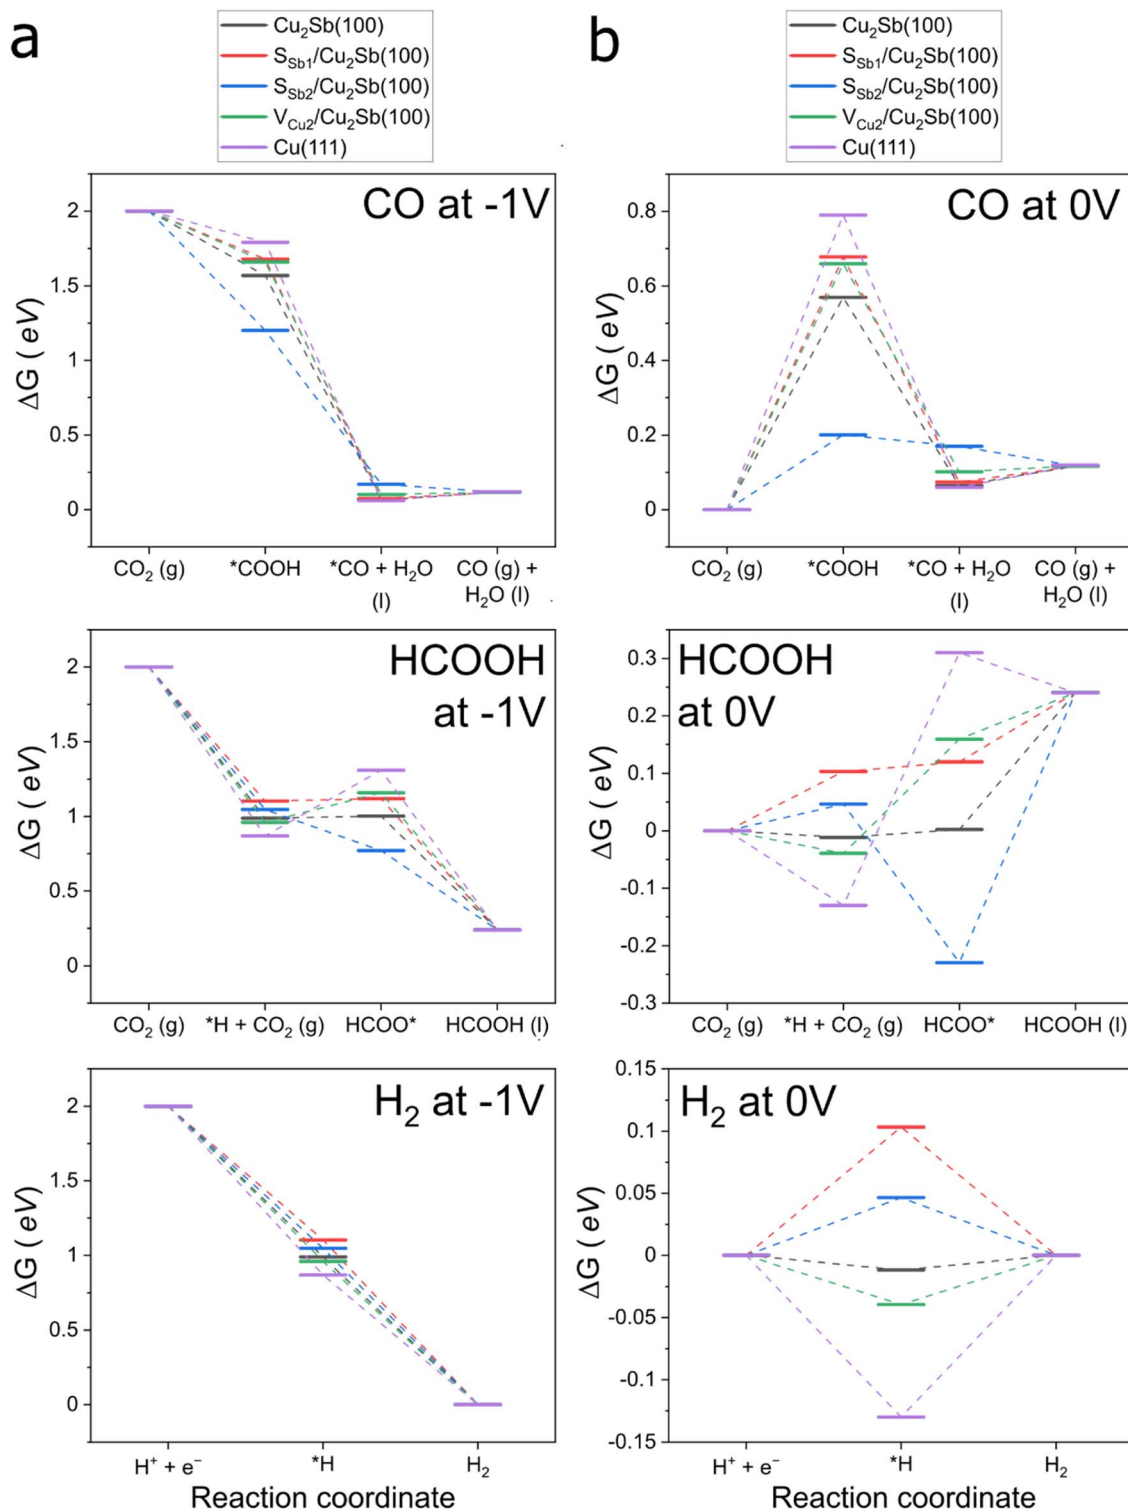 a
Cu₂Sb(100)
S_Sb1/Cu₂Sb(100)
S_Sb2/Cu₂Sb(100)
V_Cu2/Cu₂Sb(100)
Cu(111)
CO at -1V
ΔG ( eV)
2
1.5
1
0.5
0
CO₂ (g)
*COOH
*CO + H₂O
(l)
CO (g) +
H₂O (l)
HCOOH
at -1V
ΔG ( eV)
2
1.5
1
0.5
0
CO₂ (g)
*H + CO₂ (g)
HCOO*
HCOOH (l)
H₂ at -1V
ΔG ( eV)
2
1.5
1
0.5
0
H⁺ + e⁻
*H
H₂
Reaction coordinate
b
Cu₂Sb(100)
S_Sb1/Cu₂Sb(100)
S_Sb2/Cu₂Sb(100)
V_Cu2/Cu₂Sb(100)
Cu(111)
CO at 0V
ΔG ( eV)
0.8
0.6
0.4
0.2
0
CO₂ (g)
*COOH
*CO + H₂O
(l)
CO (g) +
H₂O (l)
HCOOH
at 0V
ΔG ( eV)
0.3
0.2
0.1
0
-0.1
-0.2
-0.3
CO₂ (g)
*H + CO₂ (g)
HCOO*
HCOOH (l)
H₂ at 0V
ΔG ( eV)
0.15
0.1
0.05
0
-0.05
-0.1
-0.15
H⁺ + e⁻
*H
H₂
Reaction coordinate